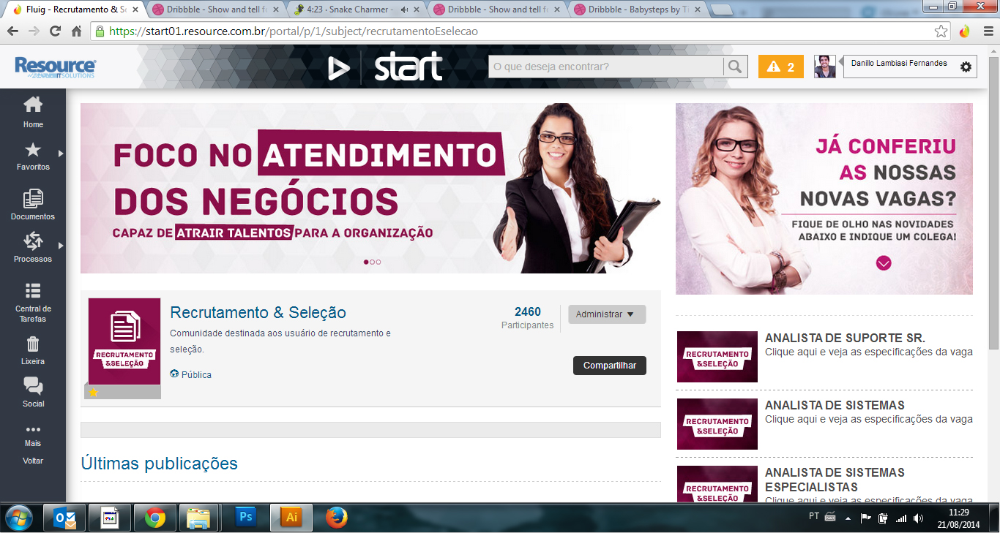 Fluig - Recrutamento & S
Dribbble - Show and tell f
4:23 · Snake Charmer -
Dribbble - Show and tell f
Dribbble - Babysteps by Ti
https://start01.resource.com.br/portal/p/1/subject/recrutamentoEselecao
Resource
IT SOLUTIONS
start
O que deseja encontrar?
2
Danillo Lambiasi Fernandes
Home
Favoritos
Documentos
Processos
Central de
Tarefas
Lixeira
Social
Mais
Voltar
FOCO NO ATENDIMENTO
DOS NEGÓCIOS
CAPAZ DE ATRAIR TALENTOS PARA A ORGANIZAÇÃO
JÁ CONFERIU
AS NOSSAS
NOVAS VAGAS?
FIQUE DE OLHO NAS NOVIDADES
ABAIXO E INDIQUE UM COLEGA!
RECRUTAMENTO
&SELEÇÃO
Recrutamento & Seleção
Comunidade destinada aos usuário de recrutamento e
seleção.
Pública
2460
Participantes
Administrar
Compartilhar
Últimas publicações
RECRUTAMENTO
&SELEÇÃO
ANALISTA DE SUPORTE SR.
Clique aqui e veja as especificações da vaga
RECRUTAMENTO
&SELEÇÃO
ANALISTA DE SISTEMAS
Clique aqui e veja as especificações da vaga
RECRUTAMENTO
&SELEÇÃO
ANALISTA DE SISTEMAS
ESPECIALISTAS
Clique aqui e veja as especificações da vaga
Ps
Ai
PT
11:29
21/08/2014